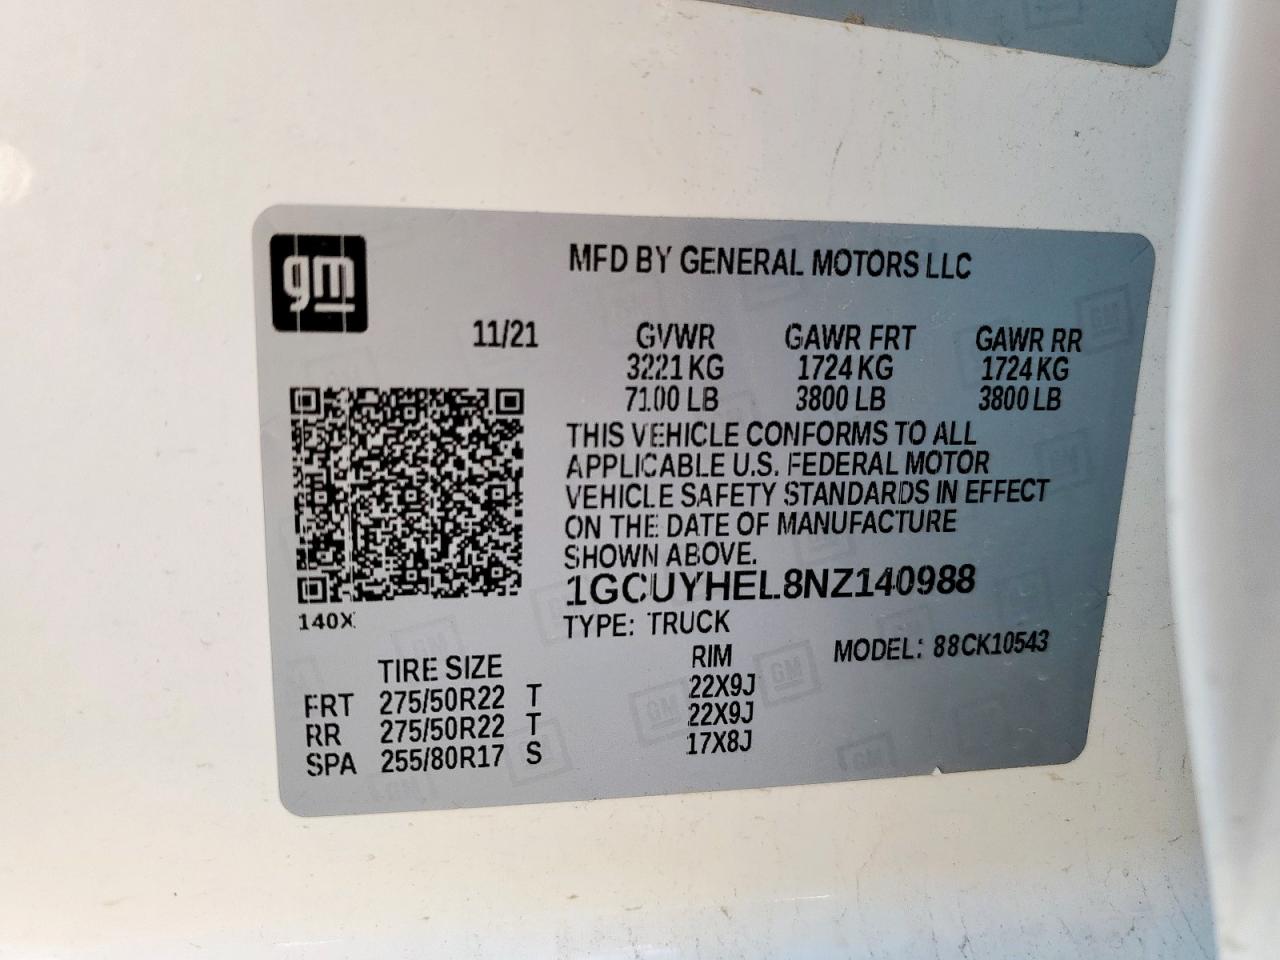 gm
MFD BY GENERAL MOTORS LLC
11/21 GVWR GAWR FRT GAWR RR
3221 KG 1724 KG 1724 KG
7100 LB 3800 LB 3800 LB
THIS VEHICLE CONFORMS TO ALL
APPLICABLE U.S. FEDERAL MOTOR
VEHICLE SAFETY STANDARDS IN EFFECT
ON THE DATE OF MANUFACTURE
SHOWN ABOVE.
1GCUYHEL8NZ140988
140X
TYPE: TRUCK
MODEL: 88CK10543
TIRE SIZE RIM
FRT 275/50R22 T 22X9J
RR 275/50R22 T 22X9J
SPA 255/80R17 S 17X8J